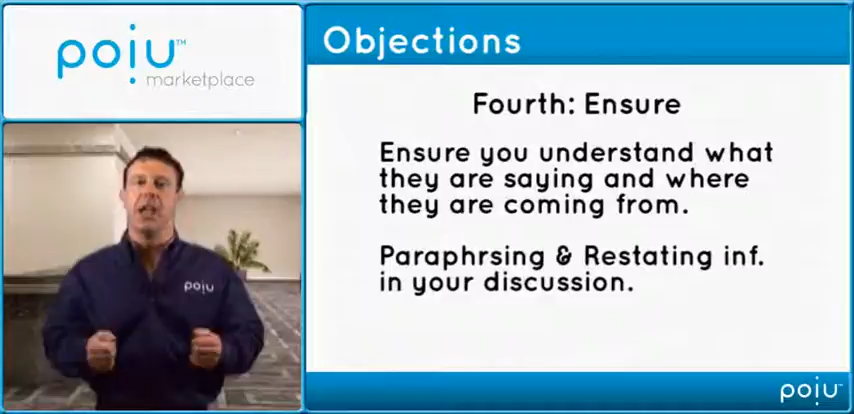 poiu™
marketplace
Objections
Fourth: Ensure
Ensure you understand what
they are saying and where
they are coming from.
Paraphrsing & Restating inf.
in your discussion.
poiu
poiu™